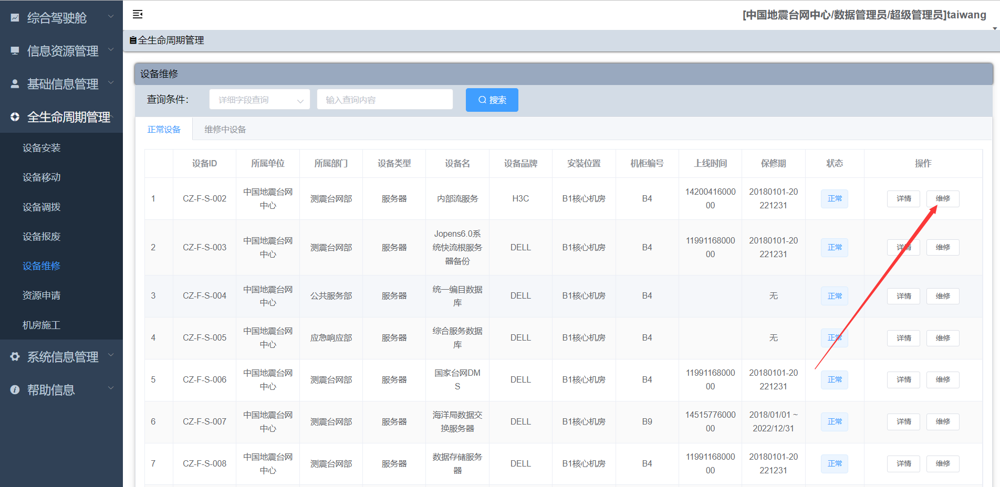 综合驾驶舱
信息资源管理
基础信息管理
全生命周期管理
设备安装
设备移动
设备调拨
设备报废
设备维修
资源申请
机房施工
系统信息管理
帮助信息
[中国地震台网中心/数据管理员/超级管理员]taiwang
全生命周期管理
设备维修
查询条件： 详细字段查询 输入查询内容 搜索
正常设备 维修中设备
设备ID 所属单位 所属部门 设备类型 设备名 设备品牌 安装位置 机柜编号 上线时间 保修期 状态 操作
1 CZ-F-S-002 中国地震台网中心 测震台网部 服务器 内部流服务 H3C B1核心机房 B4 1420041600000 20180101-20221231 正常 详情 维修
2 CZ-F-S-003 中国地震台网中心 测震台网部 服务器 Jopens6.0系统快流根服务器备份 DELL B1核心机房 B4 1199116800000 20180101-20221231 正常 详情 维修
3 CZ-F-S-004 中国地震台网中心 公共服务部 服务器 统一编目数据库 DELL B1核心机房 B4 无 正常 详情 维修
4 CZ-F-S-005 中国地震台网中心 应急响应部 服务器 综合服务数据库 DELL B1核心机房 B4 无 正常 详情 维修
5 CZ-F-S-006 中国地震台网中心 测震台网部 服务器 国家台网DMS DELL B1核心机房 B4 1199116800000 20180101-20221231 正常 详情 维修
6 CZ-F-S-007 中国地震台网中心 测震台网部 服务器 海洋局数据交换服务器 DELL B1核心机房 B9 1451577600000 2018/01/01 ~ 2022/12/31 正常 详情 维修
7 CZ-F-S-008 中国地震台网中心 测震台网部 服务器 数据存储服务器 DELL B1核心机房 B4 1199116800000 20180101-20221231 正常 详情 维修